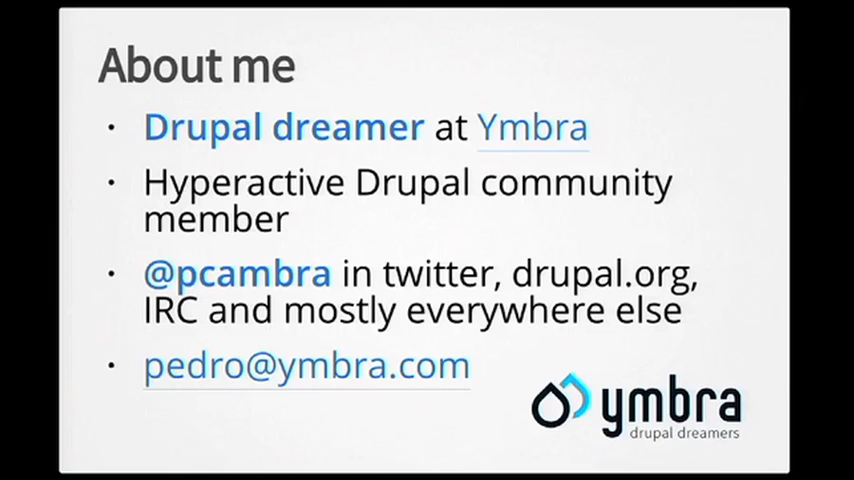 About me
· Drupal dreamer at Ymbra
· Hyperactive Drupal community
member
· @pcambra in twitter, drupal.org,
IRC and mostly everywhere else
· pedro@ymbra.com
ymbra
drupal dreamers